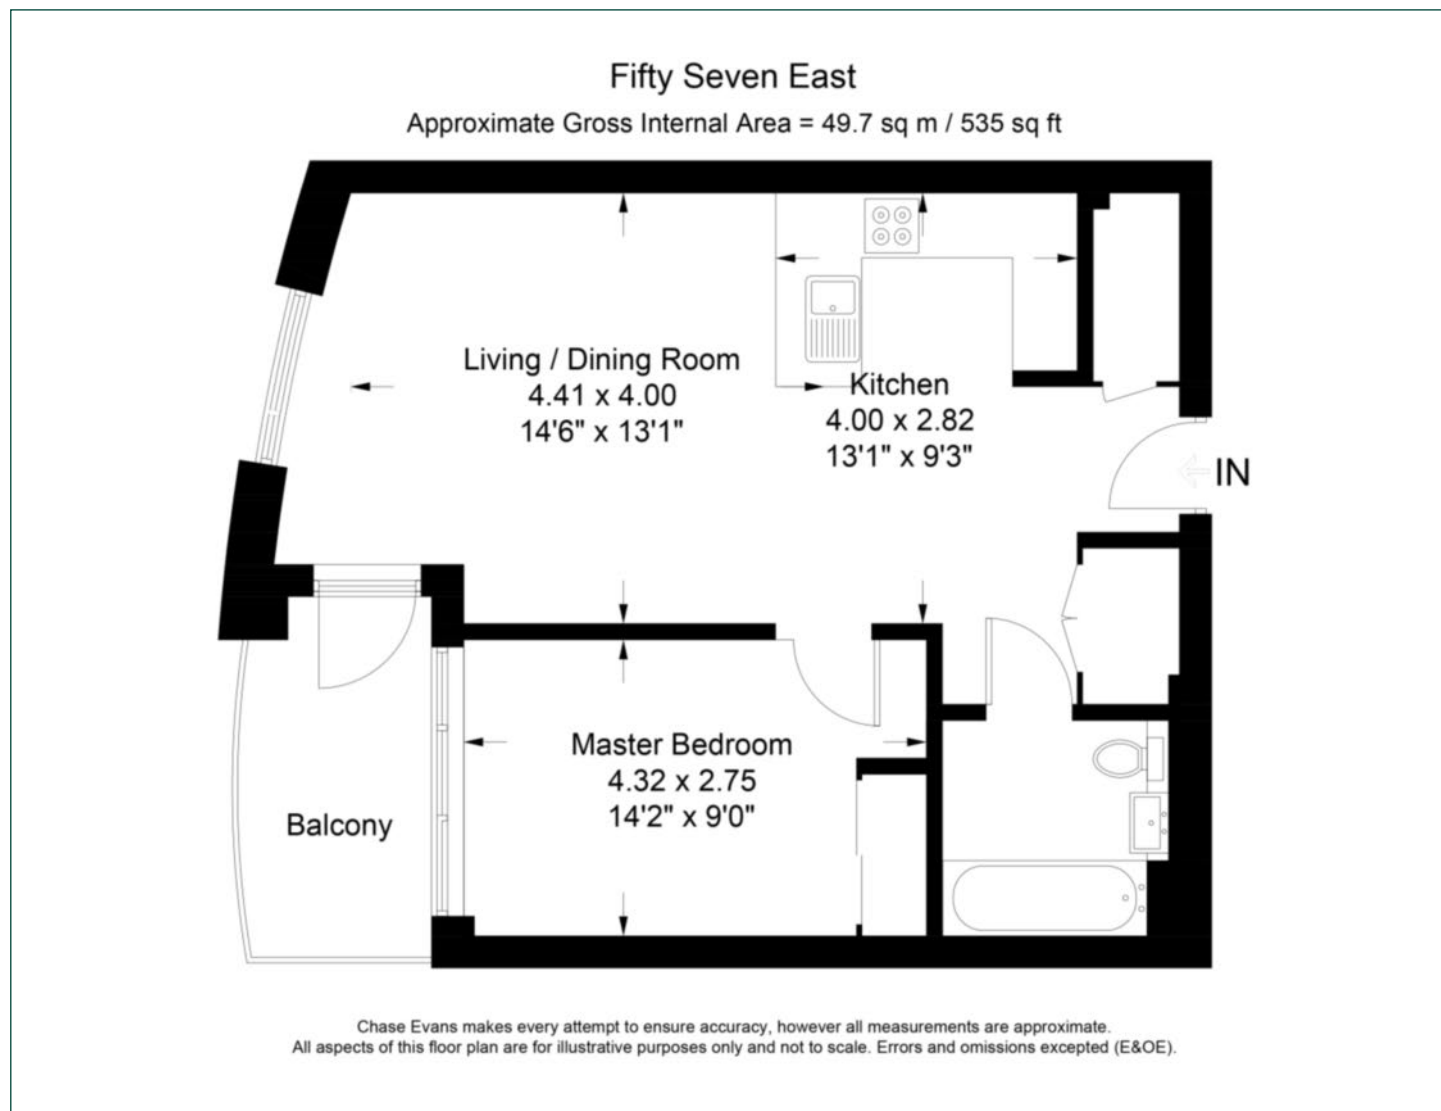 Fifty Seven East
Approximate Gross Internal Area = 49.7 sq m / 535 sq ft
Living / Dining Room
4.41 x 4.00
14'6" x 13'1"
Kitchen
4.00 x 2.82
13'1" x 9'3"
IN
Master Bedroom
4.32 x 2.75
14'2" x 9'0"
Balcony
Chase Evans makes every attempt to ensure accuracy, however all measurements are approximate.
All aspects of this floor plan are for illustrative purposes only and not to scale. Errors and omissions excepted (E&OE).